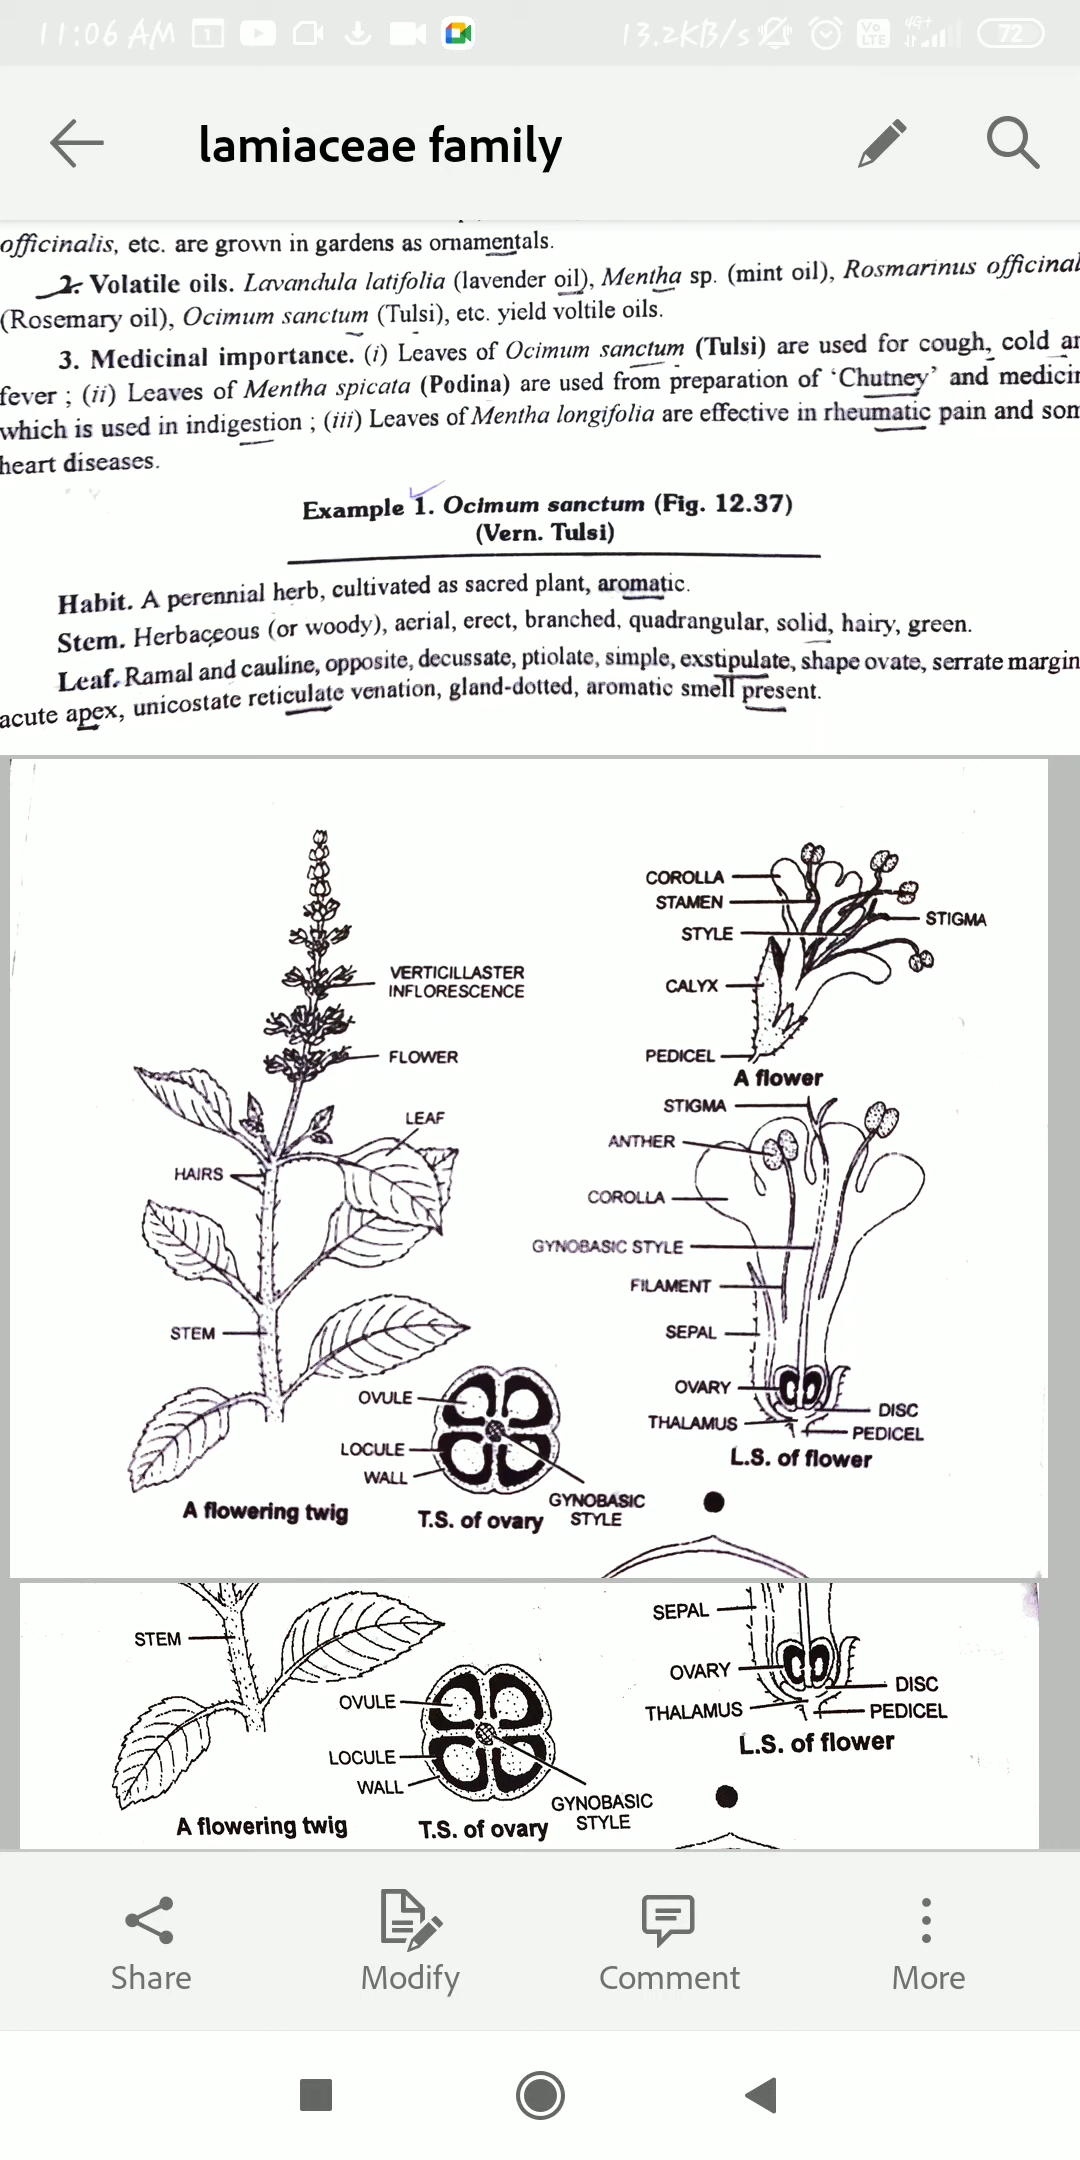 11:06 AM
1
13.2KB/s
Vo
LTE
4G+
72
lamiaceae family
officinalis, etc. are grown in gardens as ornamentals.
2. Volatile oils. Lavandula latifolia (lavender oil), Mentha sp. (mint oil), Rosmarinus officinal
(Rosemary oil), Ocimum sanctum (Tulsi), etc. yield voltile oils.
3. Medicinal importance. (i) Leaves of Ocimum sanctum (Tulsi) are used for cough, cold an
fever ; (ii) Leaves of Mentha spicata (Podina) are used from preparation of ‘Chutney’ and medicin
which is used in indigestion ; (iii) Leaves of Mentha longifolia are effective in rheumatic pain and som
heart diseases.
Example 1. Ocimum sanctum (Fig. 12.37)
(Vern. Tulsi)
Habit. A perennial herb, cultivated as sacred plant, aromatic.
Stem. Herbaceous (or woody), aerial, erect, branched, quadrangular, solid, hairy, green.
Leaf. Ramal and cauline, opposite, decussate, ptiolate, simple, exstipulate, shape ovate, serrate margin
acute apex, unicostate reticulate venation, gland-dotted, aromatic smell present.
VERTICILLASTER
INFLORESCENCE
FLOWER
LEAF
HAIRS
STEM
A flowering twig
OVULE
LOCULE
WALL
GYNOBASIC
STYLE
T.S. of ovary
COROLLA
STAMEN
STYLE
STIGMA
CALYX
PEDICEL
A flower
STIGMA
ANTHER
COROLLA
GYNOBASIC STYLE
FILAMENT
SEPAL
OVARY
THALAMUS
DISC
PEDICEL
L.S. of flower
STEM
OVULE
LOCULE
WALL
GYNOBASIC
STYLE
A flowering twig
T.S. of ovary
SEPAL
OVARY
THALAMUS
DISC
PEDICEL
L.S. of flower
Share
Modify
Comment
More